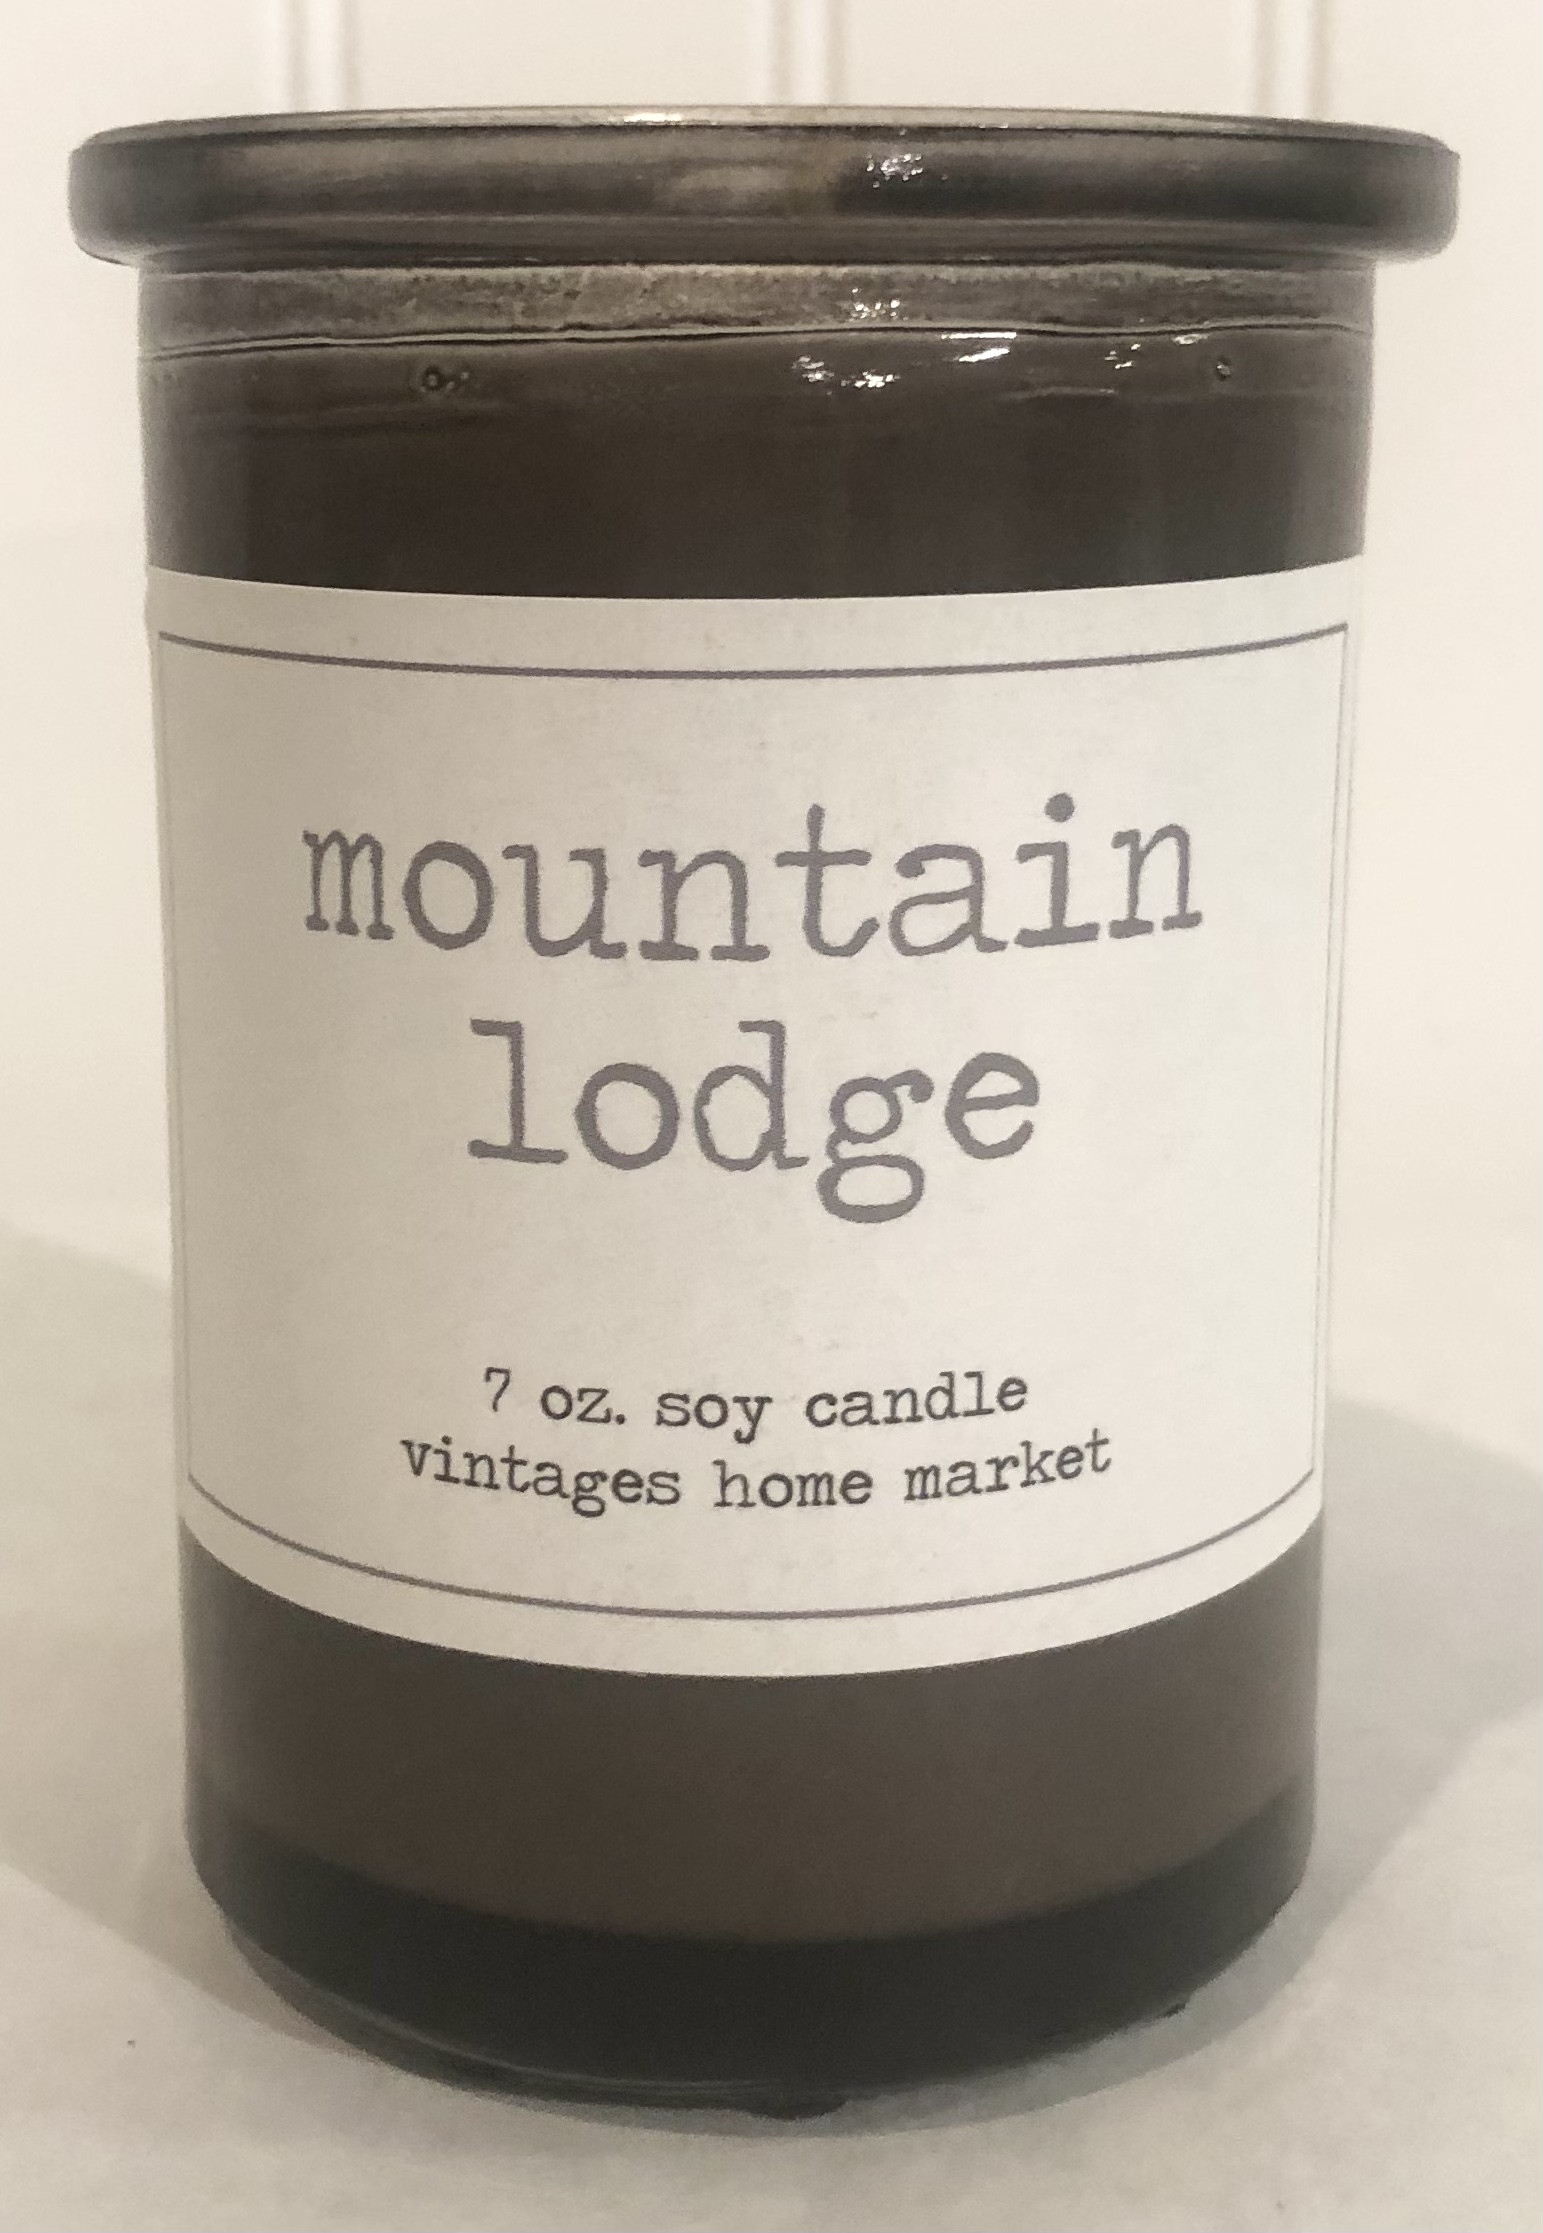 mountain
lodge
7 oz. soy candle
vintages home market